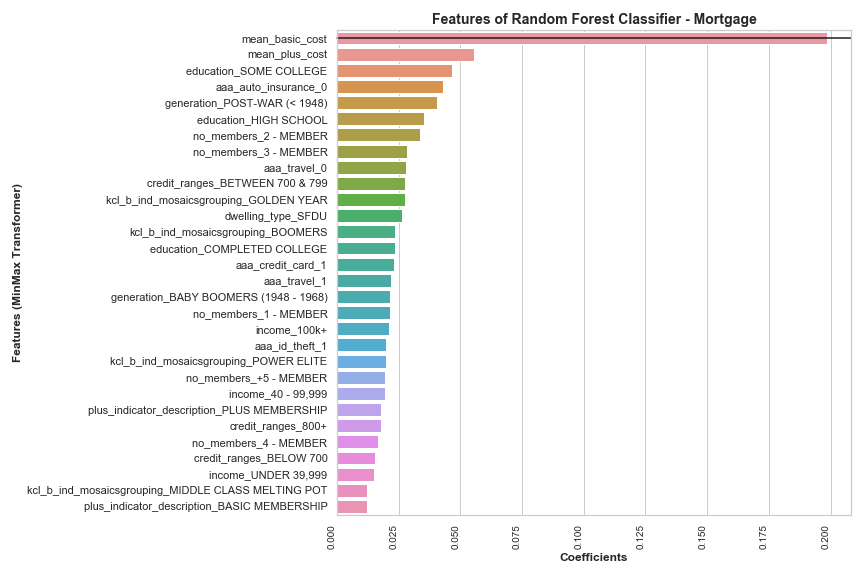 Features of Random Forest Classifier - Mortgage
Features (MinMax Transformer)
mean_basic_cost
mean_plus_cost
education_SOME COLLEGE
aaa_auto_insurance_0
generation_POST-WAR (< 1948)
education_HIGH SCHOOL
no_members_2 - MEMBER
no_members_3 - MEMBER
aaa_travel_0
credit_ranges_BETWEEN 700 & 799
kcl_b_ind_mosaicsgrouping_GOLDEN YEAR
dwelling_type_SFDU
kcl_b_ind_mosaicsgrouping_BOOMERS
education_COMPLETED COLLEGE
aaa_credit_card_1
aaa_travel_1
generation_BABY BOOMERS (1948 - 1968)
no_members_1 - MEMBER
income_100k+
aaa_id_theft_1
kcl_b_ind_mosaicsgrouping_POWER ELITE
no_members_+5 - MEMBER
income_40 - 99,999
plus_indicator_description_PLUS MEMBERSHIP
credit_ranges_800+
no_members_4 - MEMBER
credit_ranges_BELOW 700
income_UNDER 39,999
kcl_b_ind_mosaicsgrouping_MIDDLE CLASS MELTING POT
plus_indicator_description_BASIC MEMBERSHIP
0.000
0.025
0.050
0.075
0.100
0.125
0.150
0.175
0.200
Coefficients